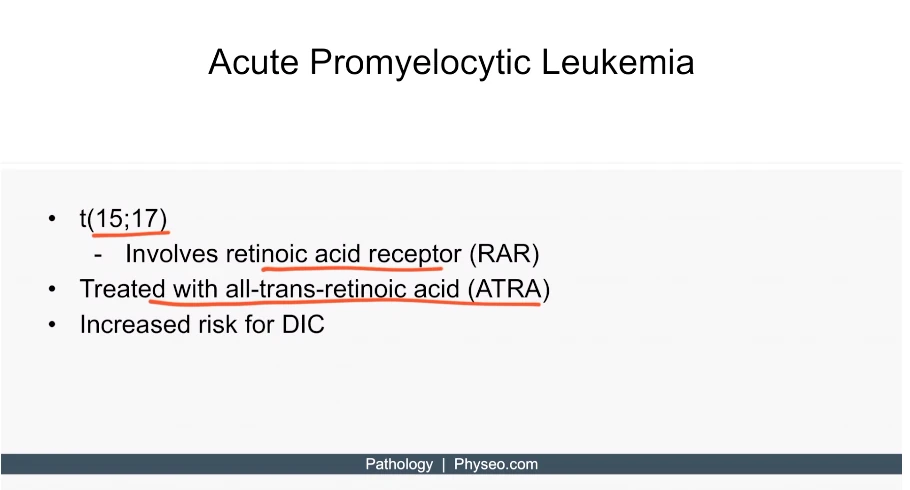 Acute Promyelocytic Leukemia
• t(15;17)
- Involves retinoic acid receptor (RAR)
• Treated with all-trans-retinoic acid (ATRA)
• Increased risk for DIC
Pathology | Physeo.com